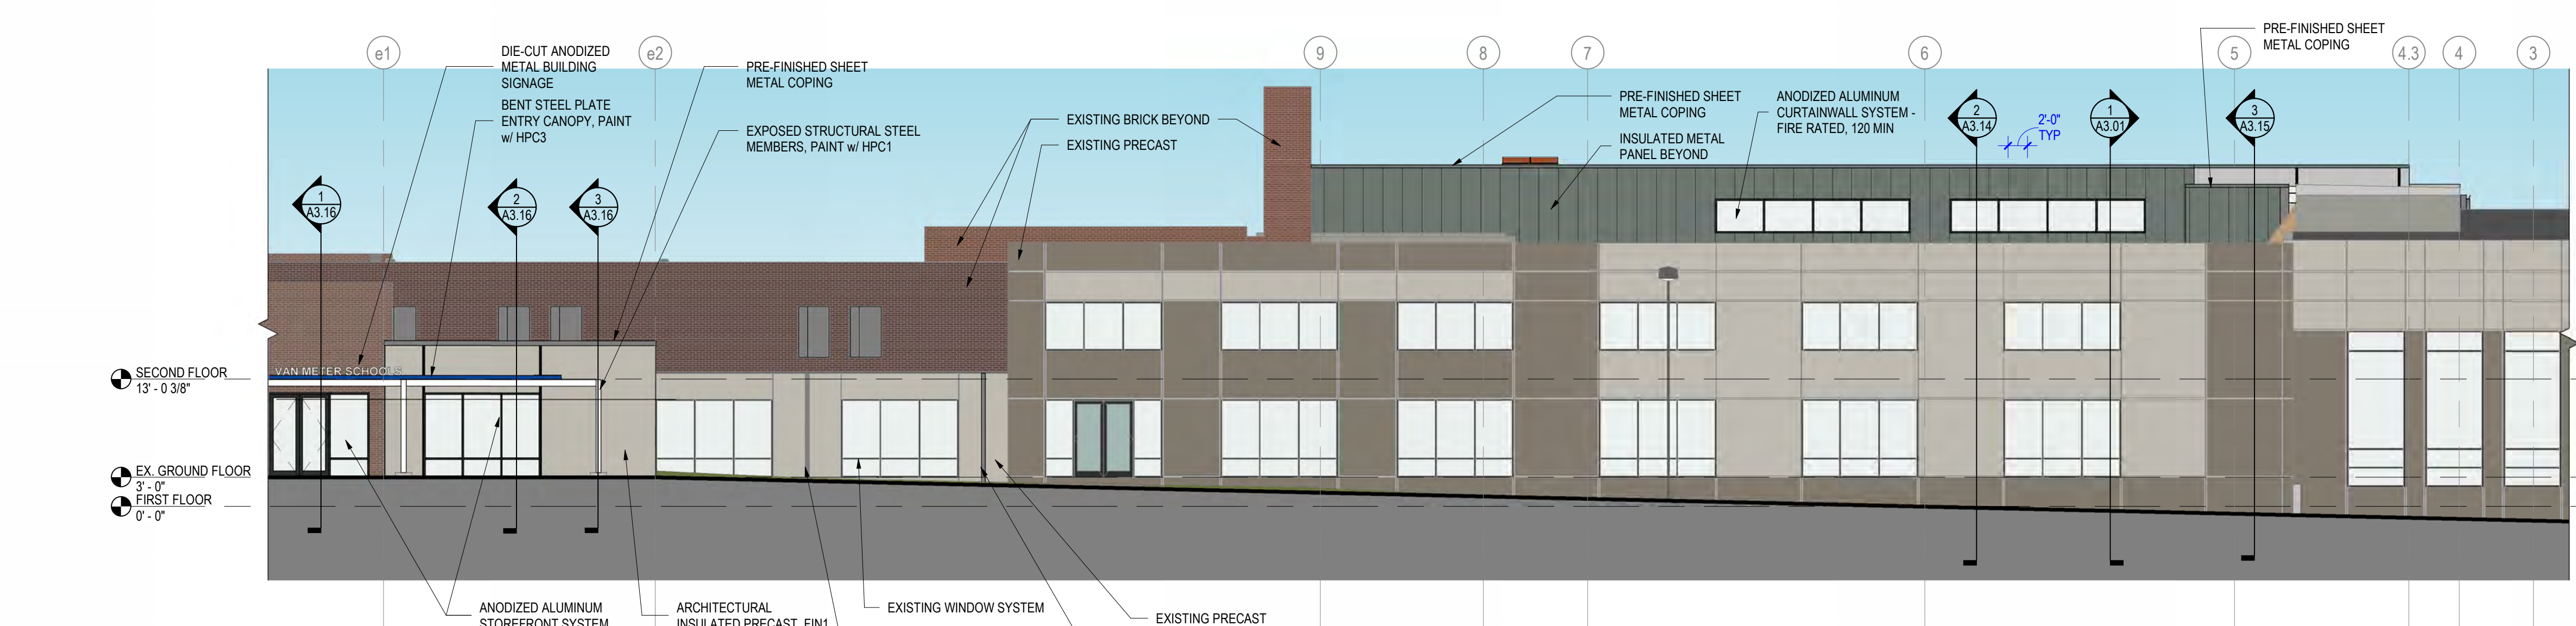 e1
e2
9
8
7
6
5
4.3
4
3
DIE-CUT ANODIZED
METAL BUILDING
SIGNAGE
BENT STEEL PLATE
ENTRY CANOPY, PAINT
w/ HPC3
PRE-FINISHED SHEET
METAL COPING
EXPOSED STRUCTURAL STEEL
MEMBERS, PAINT w/ HPC1
EXISTING BRICK BEYOND
EXISTING PRECAST
PRE-FINISHED SHEET
METAL COPING
INSULATED METAL
PANEL BEYOND
ANODIZED ALUMINUM
CURTAINWALL SYSTEM -
FIRE RATED, 120 MIN
2
A3.14
2'-0"
TYP
1
A3.01
3
A3.15
PRE-FINISHED SHEET
METAL COPING
1
A3.16
2
A3.16
3
A3.16
VAN METER SCHOOLS
SECOND FLOOR
13' - 0 3/8"
EX. GROUND FLOOR
3' - 0"
FIRST FLOOR
0' - 0"
ANODIZED ALUMINUM
STOREFRONT SYSTEM
ARCHITECTURAL
INSULATED PRECAST, FIN1
EXISTING WINDOW SYSTEM
EXISTING PRECAST